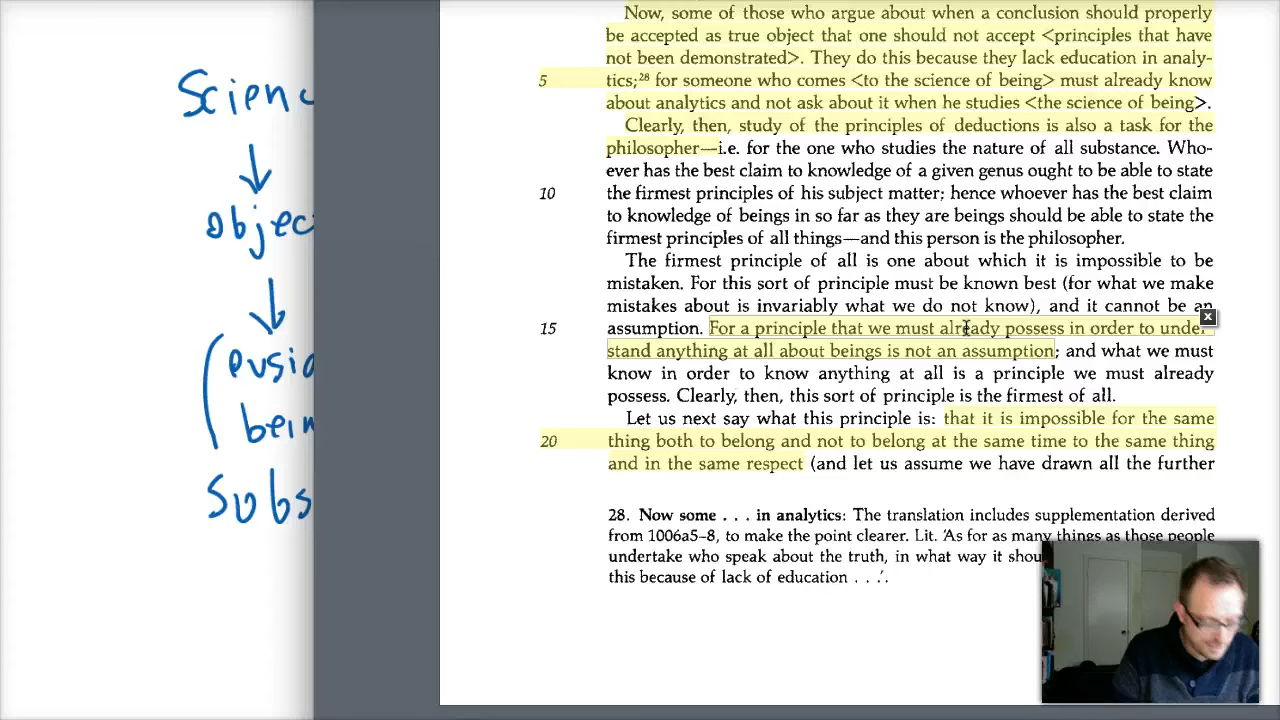 Scienc
↓
objec
↓
(ousia
bein
Subs
Now, some of those who argue about when a conclusion should properly
be accepted as true object that one should not accept <principles that have
not been demonstrated>. They do this because they lack education in analy-
5 tics;²⁸ for someone who comes <to the science of being> must already know
about analytics and not ask about it when he studies <the science of being>.
Clearly, then, study of the principles of deductions is also a task for the
philosopher—i.e. for the one who studies the nature of all substance. Who-
ever has the best claim to knowledge of a given genus ought to be able to state
10 the firmest principles of his subject matter; hence whoever has the best claim
to knowledge of beings in so far as they are beings should be able to state the
firmest principles of all things—and this person is the philosopher.
The firmest principle of all is one about which it is impossible to be
mistaken. For this sort of principle must be known best (for what we make
mistakes about is invariably what we do not know), and it cannot be an
15 assumption. For a principle that we must already possess in order to under-
stand anything at all about beings is not an assumption; and what we must
know in order to know anything at all is a principle we must already
possess. Clearly, then, this sort of principle is the firmest of all.
Let us next say what this principle is: that it is impossible for the same
20 thing both to belong and not to belong at the same time to the same thing
and in the same respect (and let us assume we have drawn all the further
28. Now some . . . in analytics: The translation includes supplementation derived
from 1006a5–8, to make the point clearer. Lit. 'As for as many things as those people
undertake who speak about the truth, in what way it shou
this because of lack of education . . .'.